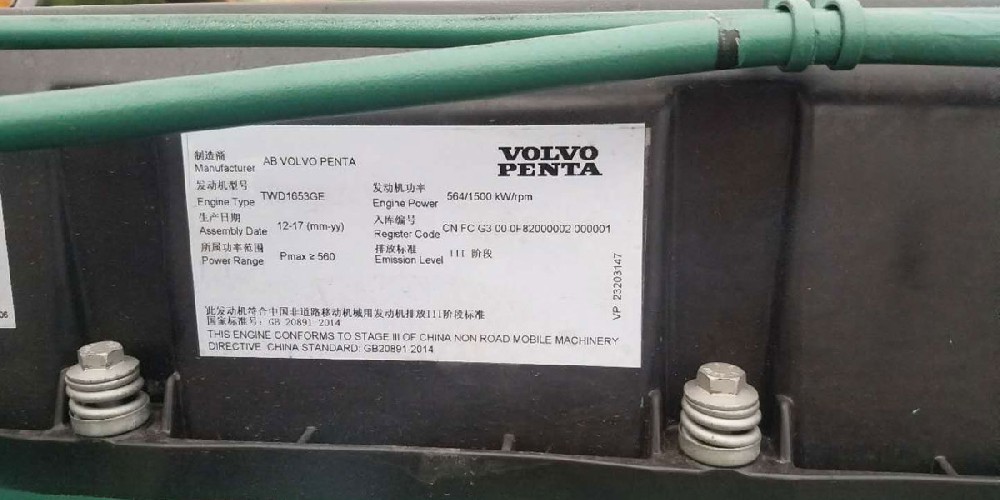 制造商
Manufacturer AB VOLVO PENTA
VOLVO
PENTA
发动机型号
Engine Type TWD1653GE
发动机功率
Engine Power 564/1500 kW/rpm
生产日期
Assembly Date 12-17 (mm-yy)
入库编号
Register Code CN FC G3 00 0F82000002 000001
所属功率范围
Power Range Pmax ≥ 560
排放标准
Emission Level III 阶段
VP 23203147
此发动机符合中国非道路移动机械用发动机排放III阶段标准
国家标准号: GB 20891-2014
THIS ENGINE CONFORMS TO STAGE III OF CHINA NON ROAD MOBILE MACHINERY
DIRECTIVE. CHINA STANDARD: GB20891-2014
06